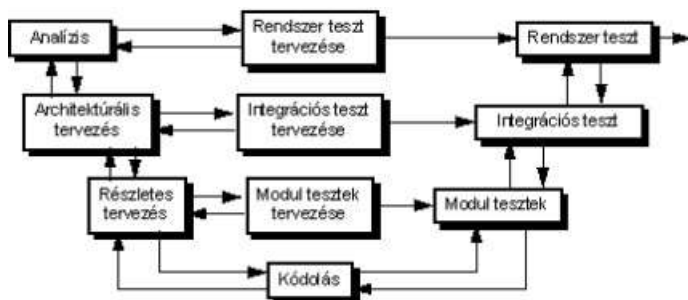 Analízis
Rendszer teszt
tervezése
Rendszer teszt
Architektúrális
tervezés
Integrációs teszt
tervezése
Integrációs teszt
Részletes
tervezés
Modul tesztek
tervezése
Modul tesztek
Kódolás